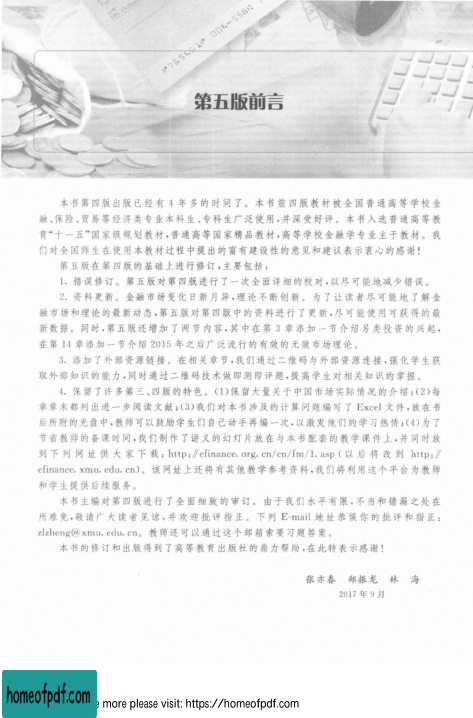 第五版前言
本书第四版出版已经有 4 年多的时间了。本书前四版教材被全国普通高等学校金
融、保险、贸易等经济类专业本科生、专科生广泛使用,并深受好评。本书入选普通高等教
育“十一五”国家级规划教材,普通高等国家精品教材,高等学校金融学专业主干教材。我
们对全国师生在使用本教材过程中提出的富有建设性的意见和建议表示衷心的感谢!
第五版在第四版的基础上进行修订,主要包括:
1. 错误修订。第五版对第四版进行了一次全面详细的校对,以尽可能地减少错误。
2. 资料更新。金融市场变化日新月异,理论不断创新。为了让读者尽可能地了解金
融市场和理论的最新动态,第五版对第四版中的资料进行了更新,尽可能使用可获得的最
新数据。同时,第五版还增加了两节内容,其中在第 3 章添加一节介绍另类投资的兴起,
在第 14 章添加一节介绍 2015 年之后广泛流行的有效的无效市场理论。
3. 添加了外部资源链接。在相关章节,我们通过二维码与外部资源连接,强化学生获
取外部知识的能力,同时通过二维码技术做即测即评题,提高学生对相关知识的掌握。
4. 保留了许多第三、四版的特色。(1)保留大量关于中国市场实际情况的介绍;(2)每
章章末都列出进一步阅读文献;(3)我们对本书涉及的计算问题编写了 Excel 文件,放在书
后所附的光盘中,教师可以鼓励学生们自己动手再编一次,以激发他们的学习热情;(4)为了
节省教师的备课时间,我们制作了讲义的幻灯片放在与本书配套的教学课件上,并同时放
到下列网址供大家下载:http://efinance.org.cn/cn/fm/1.asp(以后将改到 http://
efinance.xmu.edu.cn)。该网址上还将有其他教学参考资料,我们将利用这个平台为教师
和学生提供后续服务。
本书主编对第四版进行了全面细致的审订。由于我们水平有限,不当和错漏之处在
所难免,敬请广大读者见谅,并欢迎批评指正。下列 E-mail 地址恭候你的批评和指正:
zlzheng@xmu.edu.cn。教师还可以通过这个邮箱索要习题答案。
本书的修订和出版得到了高等教育出版社的鼎力帮助,在此特表示感谢!
张亦春 郑振龙 林 海
2017 年 9 月
homeofpdf.com
e more please visit: https://homeofpdf.com